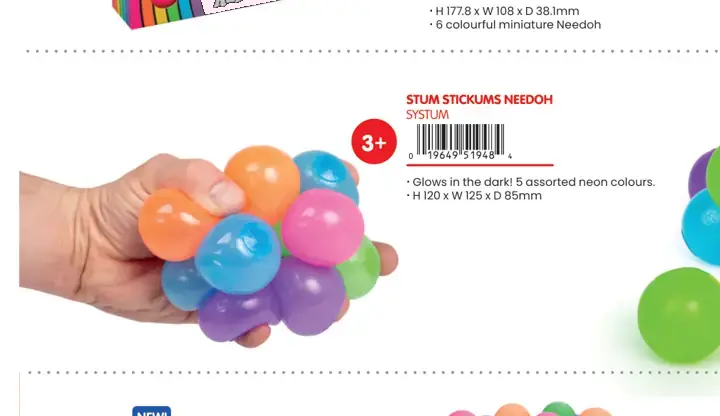 · H 177.8 x W 108 x D 38.1mm
· 6 colourful miniature Needoh
STUM STICKUMS NEEDOH
SYSTUM
3+
0 19649 51948 4
· Glows in the dark! 5 assorted neon colours.
· H 120 x W 125 x D 85mm
NEW!